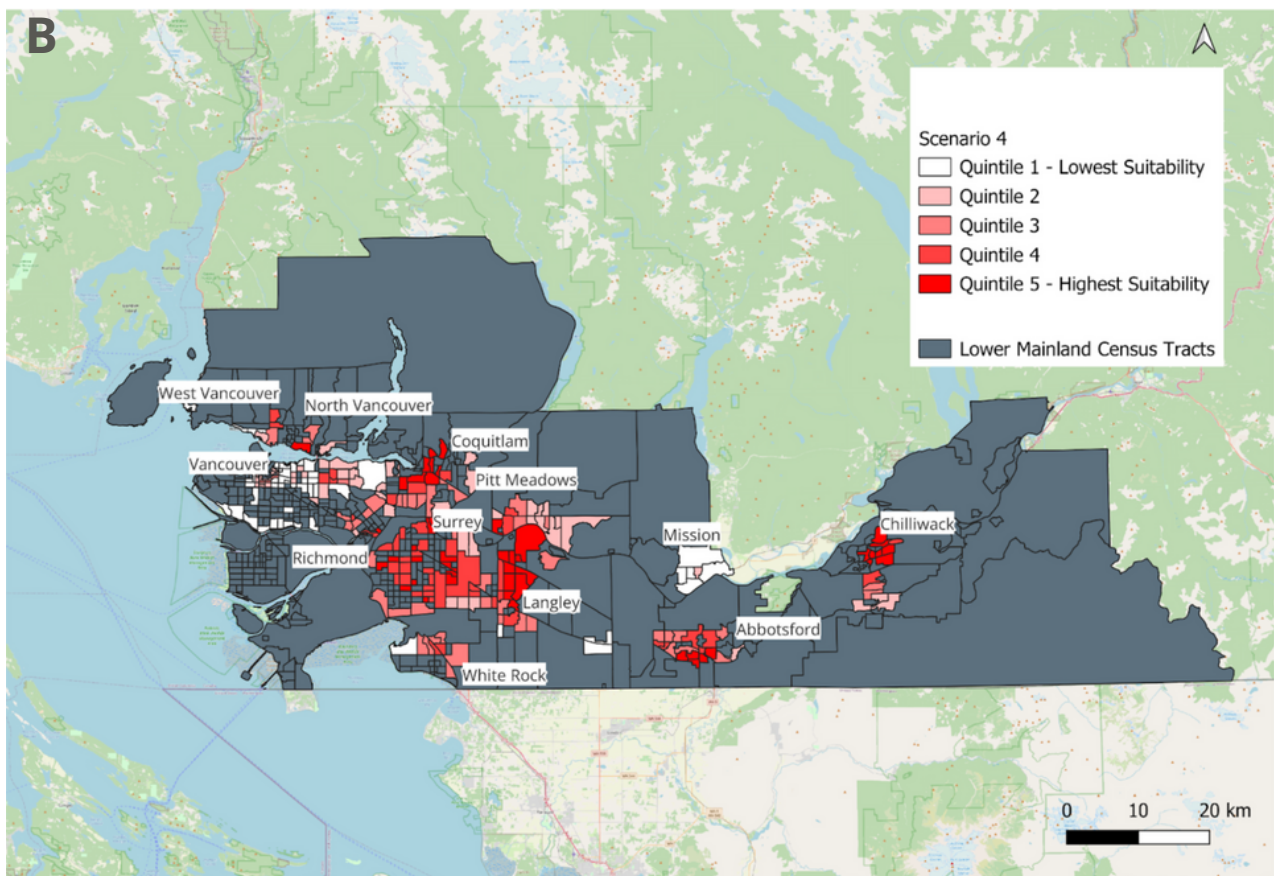 B
Scenario 4
Quintile 1 - Lowest Suitability
Quintile 2
Quintile 3
Quintile 4
Quintile 5 - Highest Suitability
Lower Mainland Census Tracts
West Vancouver
North Vancouver
Coquitlam
Vancouver
Pitt Meadows
Surrey
Chilliwack
Mission
Richmond
Langley
Abbotsford
White Rock
0 10 20 km